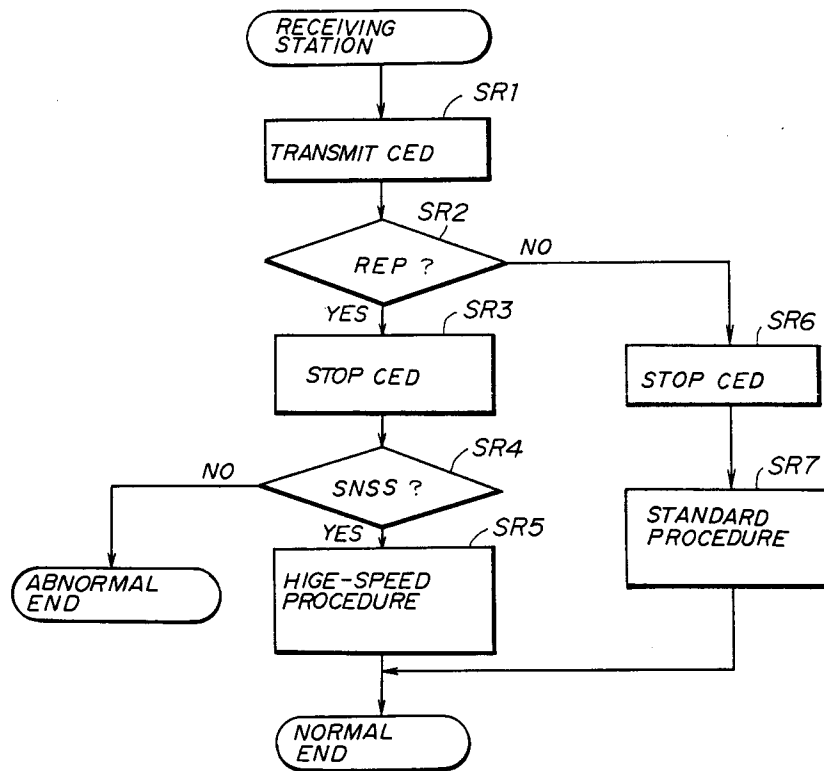 RECEIVING
STATION
SR1
TRANSMIT CED
SR2
REP ?
NO
YES
SR3
STOP CED
SR6
STOP CED
SR4
SNSS ?
NO
YES
SR5
HIGE-SPEED
PROCEDURE
SR7
STANDARD
PROCEDURE
ABNORMAL
END
NORMAL
END